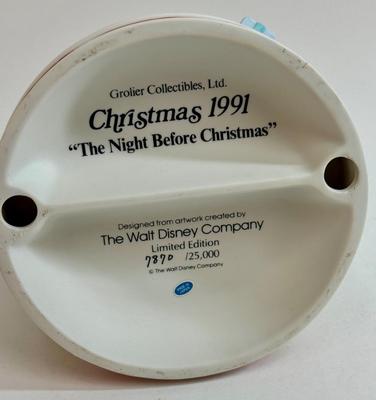 Grolier Collectibles, Ltd.
Christmas 1991
“The Night Before Christmas”
Designed from artwork created by
The Walt Disney Company
Limited Edition
7870 /25,000
© The Walt Disney Company